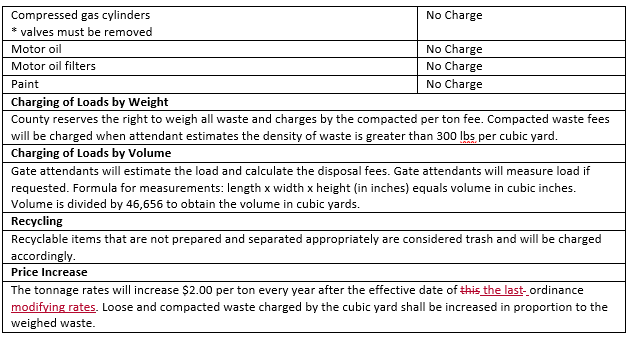 Compressed gas cylinders No Charge
* valves must be removed
Motor oil No Charge
Motor oil filters No Charge
Paint No Charge
Charging of Loads by Weight
County reserves the right to weigh all waste and charges by the compacted per ton fee. Compacted waste fees
will be charged when attendant estimates the density of waste is greater than 300 lbs per cubic yard.
Charging of Loads by Volume
Gate attendants will estimate the load and calculate the disposal fees. Gate attendants will measure load if
requested. Formula for measurements: length x width x height (in inches) equals volume in cubic inches.
Volume is divided by 46,656 to obtain the volume in cubic yards.
Recycling
Recyclable items that are not prepared and separated appropriately are considered trash and will be charged
accordingly.
Price Increase
The tonnage rates will increase $2.00 per ton every year after the effective date of this the last ordinance
modifying rates. Loose and compacted waste charged by the cubic yard shall be increased in proportion to the
weighed waste.